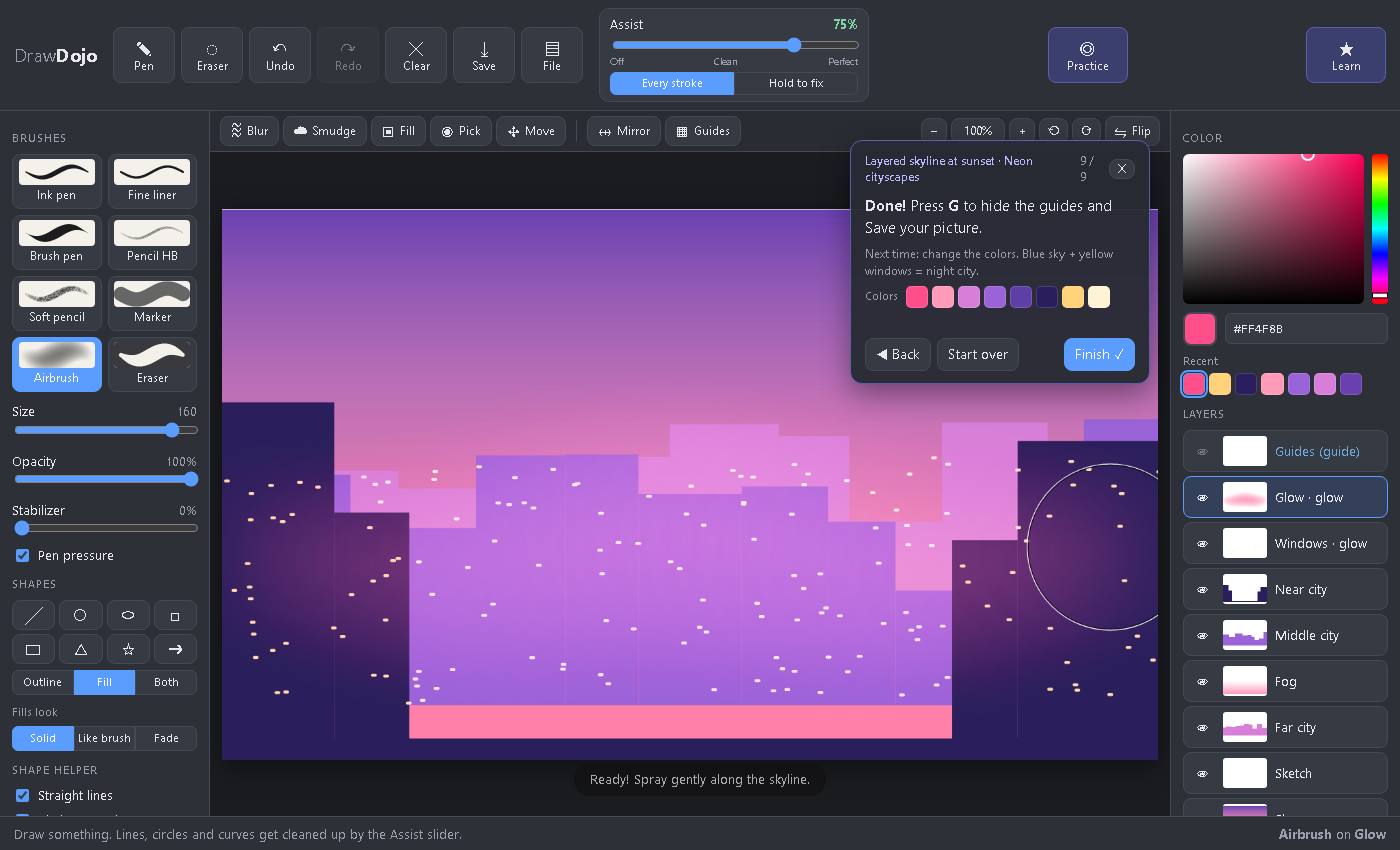 DrawDojo
Pen
Eraser
Undo
Redo
Clear
Save
File
Assist 75%
Off Clean Perfect
Every stroke Hold to fix
Practice
Learn
BRUSHES
Ink pen Fine liner
Brush pen Pencil HB
Soft pencil Marker
Airbrush Eraser
Size 160
Opacity 100%
Stabilizer 0%
Pen pressure
SHAPES
Outline Fill Both
Fills look
Solid Like brush Fade
SHAPE HELPER
Straight lines
Blur Smudge Fill Pick Move Mirror Guides
− 100% + Flip
Layered skyline at sunset · Neon
cityscapes
9 /
9
Done! Press G to hide the guides and
Save your picture.
Next time: change the colors. Blue sky + yellow
windows = night city.
Colors
Back Start over Finish ✓
Ready! Spray gently along the skyline.
COLOR
#FF4F8B
Recent
LAYERS
Guides (guide)
Glow · glow
Windows · glow
Near city
Middle city
Fog
Far city
Sketch
Draw something. Lines, circles and curves get cleaned up by the Assist slider.
Airbrush on Glow